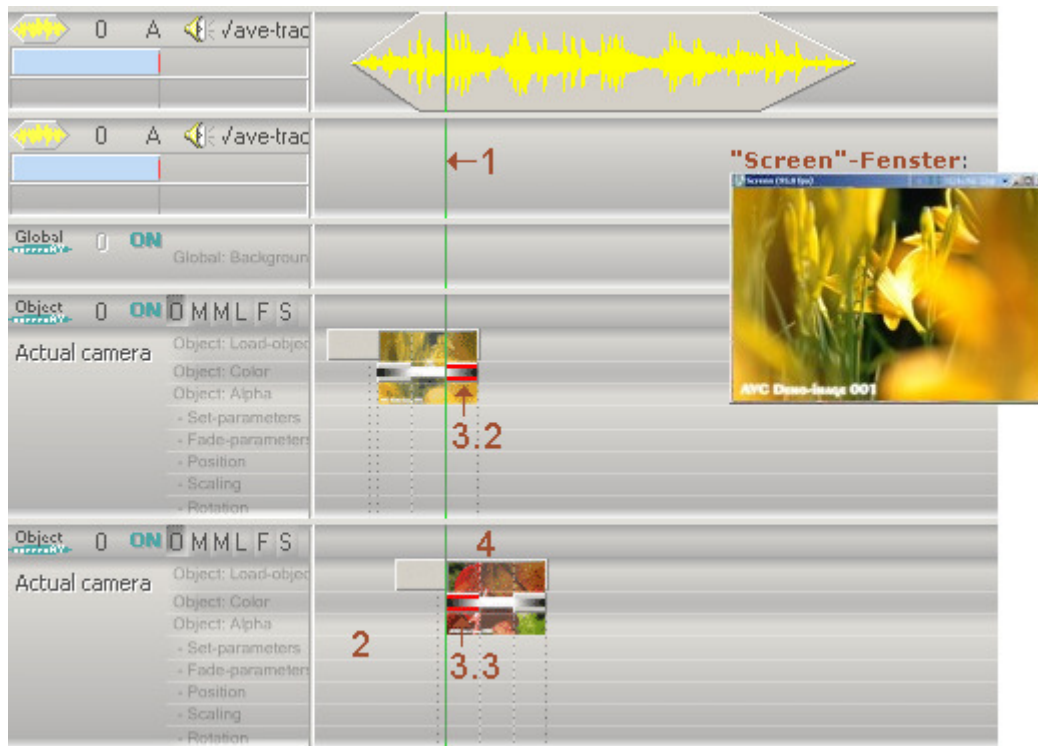 0 A √ave-trac
0 A √ave-trac
←1
"Screen"-Fenster:
AVC Demo-Image 001
Global 0 ON
Global: Backgroun
Object 0 ON O M M L F S
Actual camera
Object: Load-objec
Object: Color
Object: Alpha
- Set-parameters
- Fade-parameters
- Position
- Scaling
- Rotation
3.2
Object 0 ON O M M L F S
4
Actual camera
Object: Load-objec
Object: Color
Object: Alpha
- Set-parameters
- Fade-parameters
- Position
- Scaling
- Rotation
2
3.3